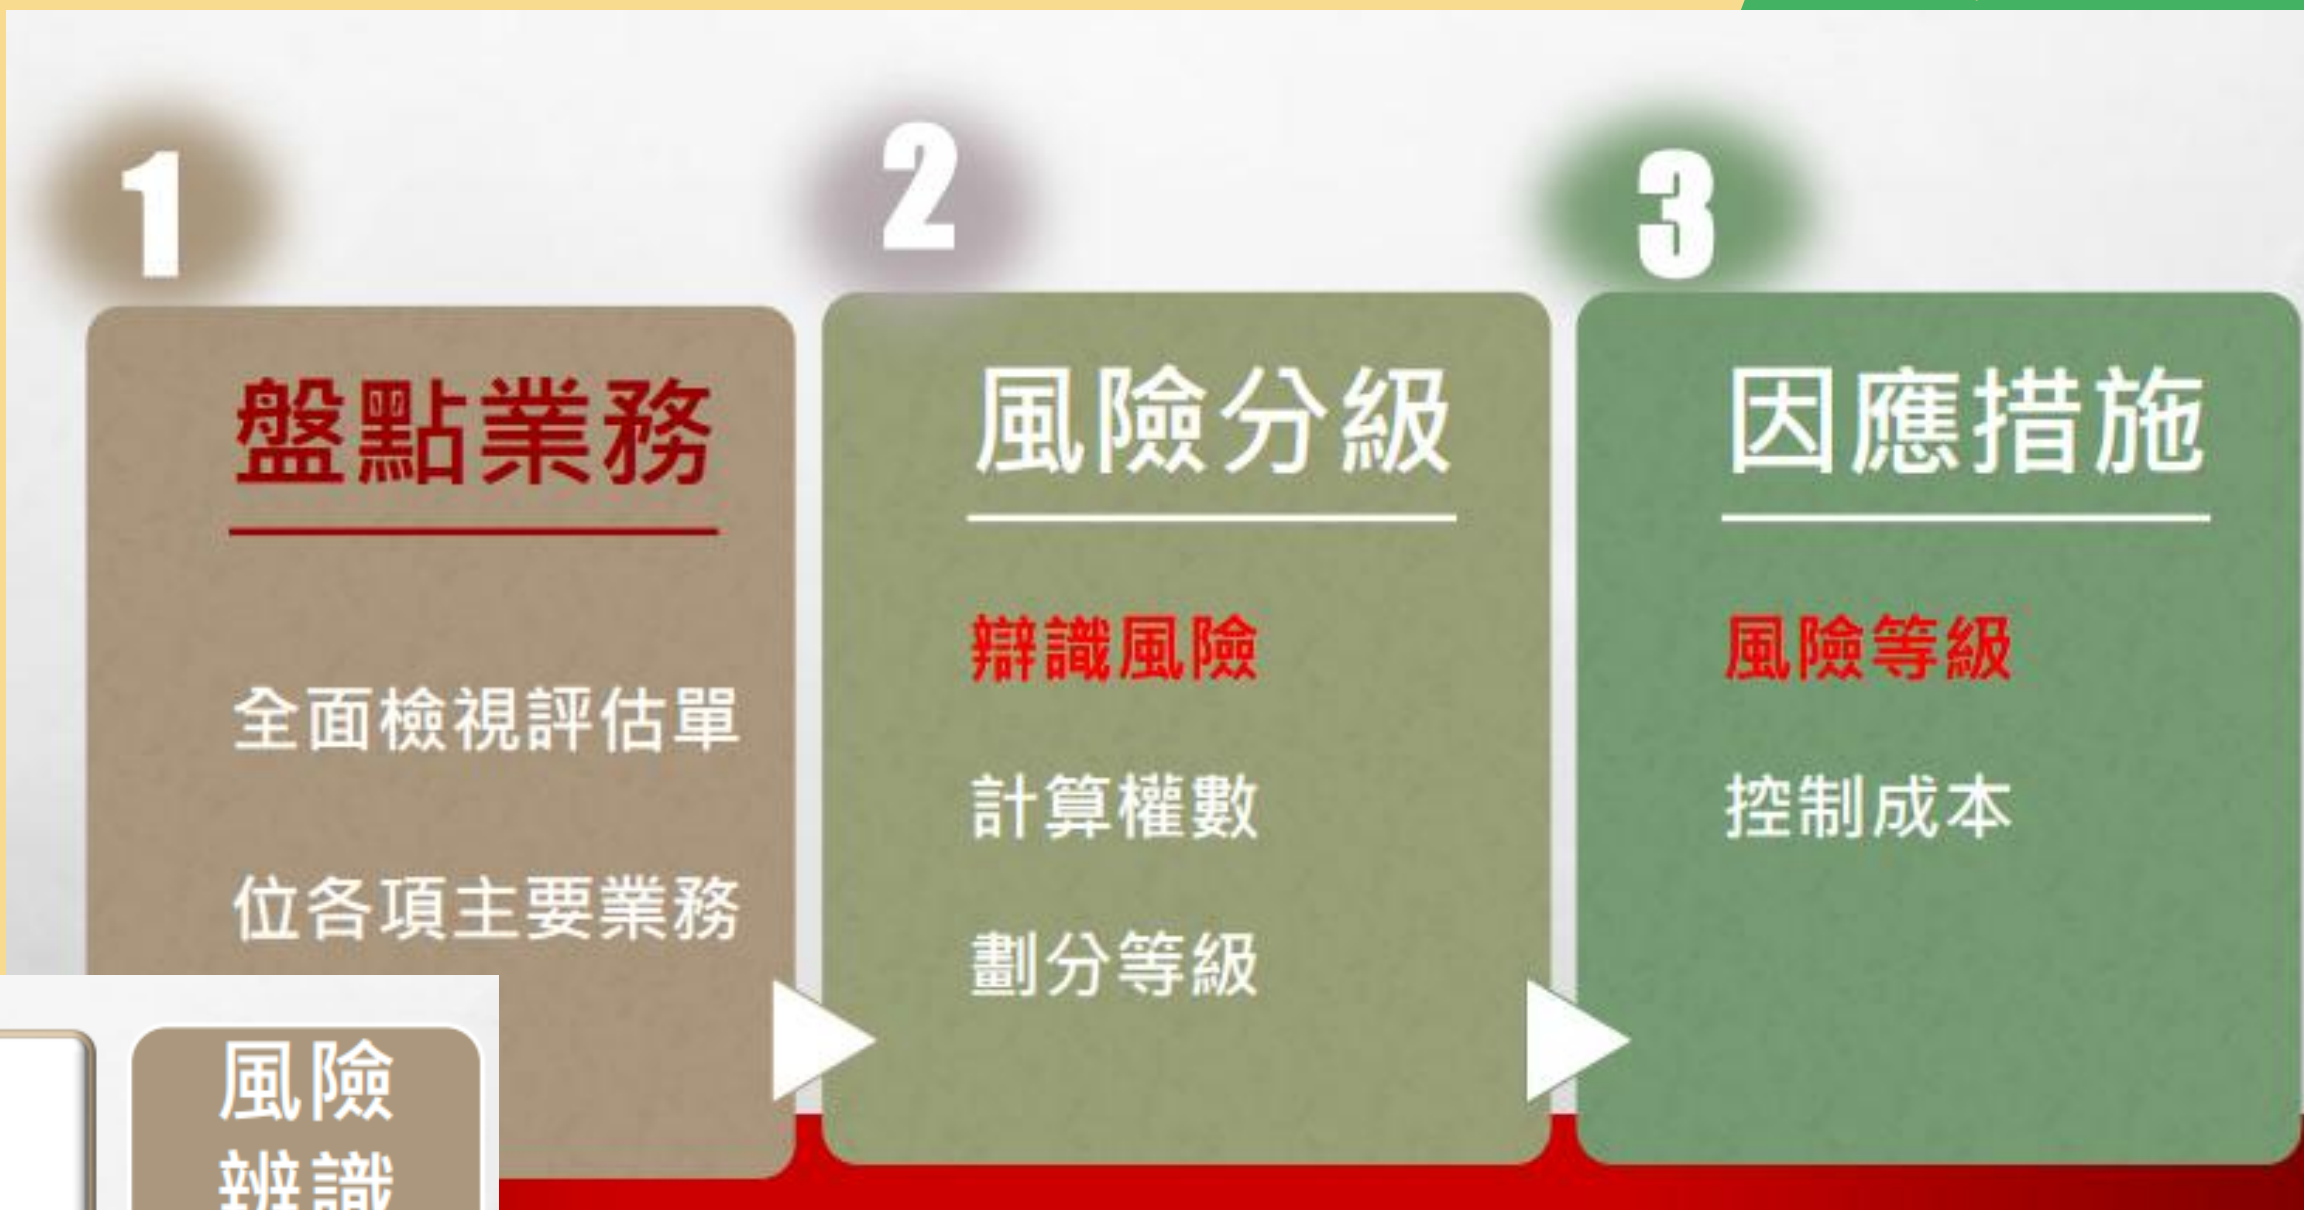 1
盤點業務
全面檢視評估單
位各項主要業務
2
風險分級
辯識風險
計算權數
劃分等級
3
因應措施
風險等級
控制成本
風險
辨識